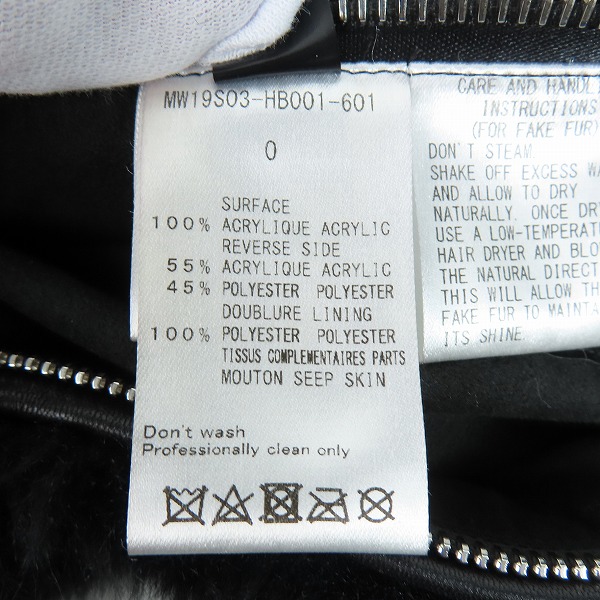 MW19S03-HB001-601
0
SURFACE
100% ACRYLIQUE ACRYLIC
REVERSE SIDE
55% ACRYLIQUE ACRYLIC
45% POLYESTER POLYESTER
DOUBLURE LINING
100% POLYESTER POLYESTER
TISSUS COMPLEMENTAIRES PARTS
MOUTON SEEP SKIN
Don't wash
Professionally clean only
CARE AND HANDLI
INSTRUCTIONS
(FOR FAKE FUR)
DON'T STEAM
SHAKE OFF EXCESS WA
AND ALLOW TO DRY
NATURALLY. ONCE DRY
USE A LOW-TEMPERATU
HAIR DRYER AND BLOW
THE NATURAL DIRECT
THIS WILL ALLOW TH
FAKE FUR TO MAINTA
ITS SHINE.